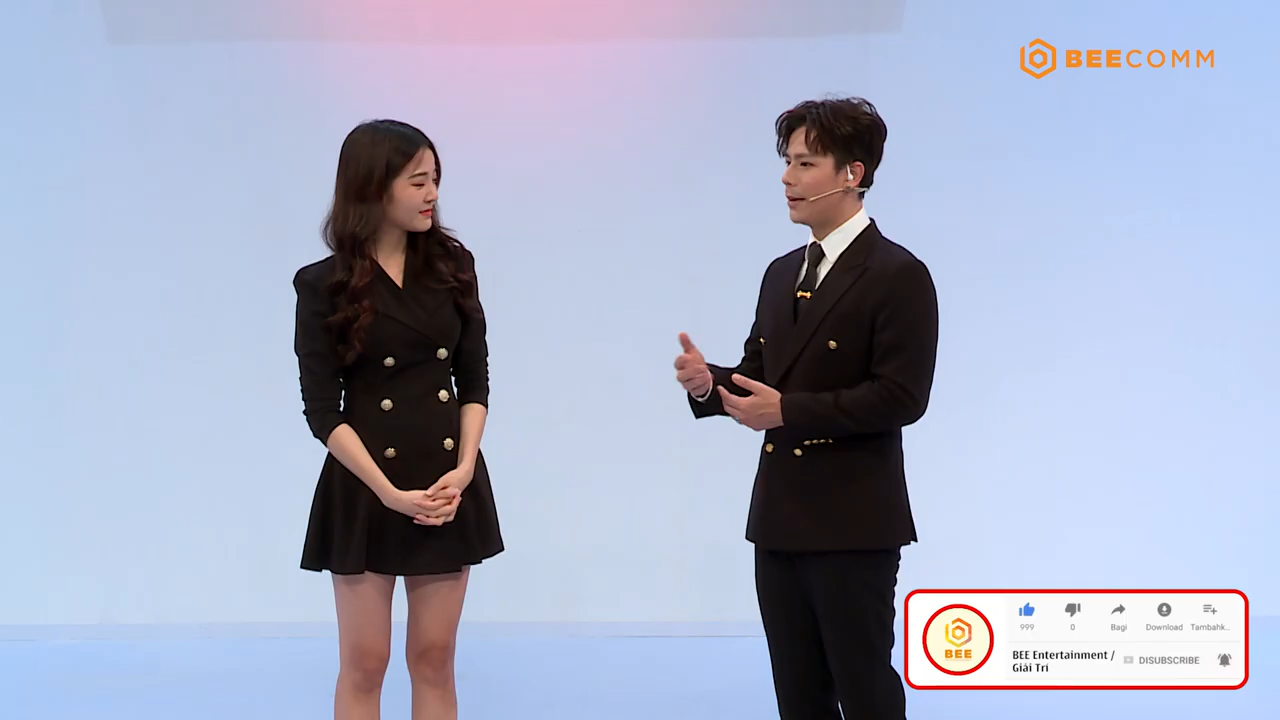 BEECOMM
999
0
Bagi
Download
Tambahk...
BEE
BEE Entertainment /
Giải Trí
DISUBSCRIBE